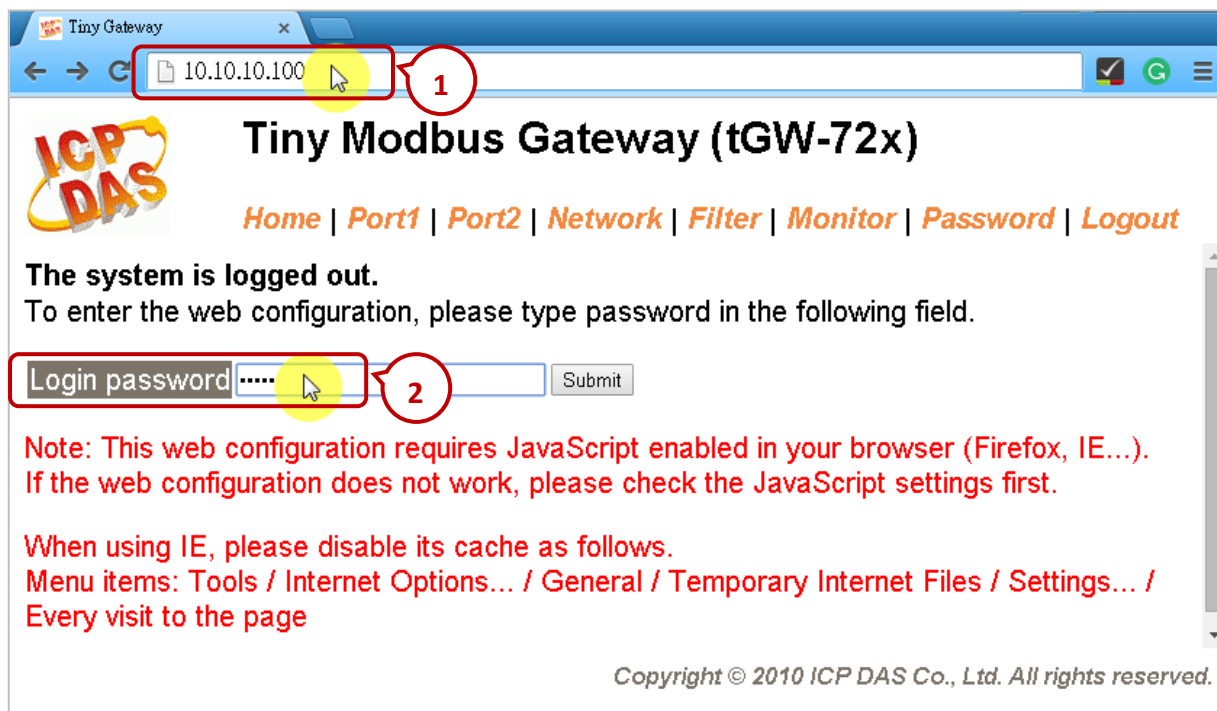 Tiny Gateway
10.10.10.100
1
ICP
DAS
Tiny Modbus Gateway (tGW-72x)
Home | Port1 | Port2 | Network | Filter | Monitor | Password | Logout
The system is logged out.
To enter the web configuration, please type password in the following field.
Login password ····· Submit
2
Note: This web configuration requires JavaScript enabled in your browser (Firefox, IE...).
If the web configuration does not work, please check the JavaScript settings first.
When using IE, please disable its cache as follows.
Menu items: Tools / Internet Options... / General / Temporary Internet Files / Settings... /
Every visit to the page
Copyright © 2010 ICP DAS Co., Ltd. All rights reserved.